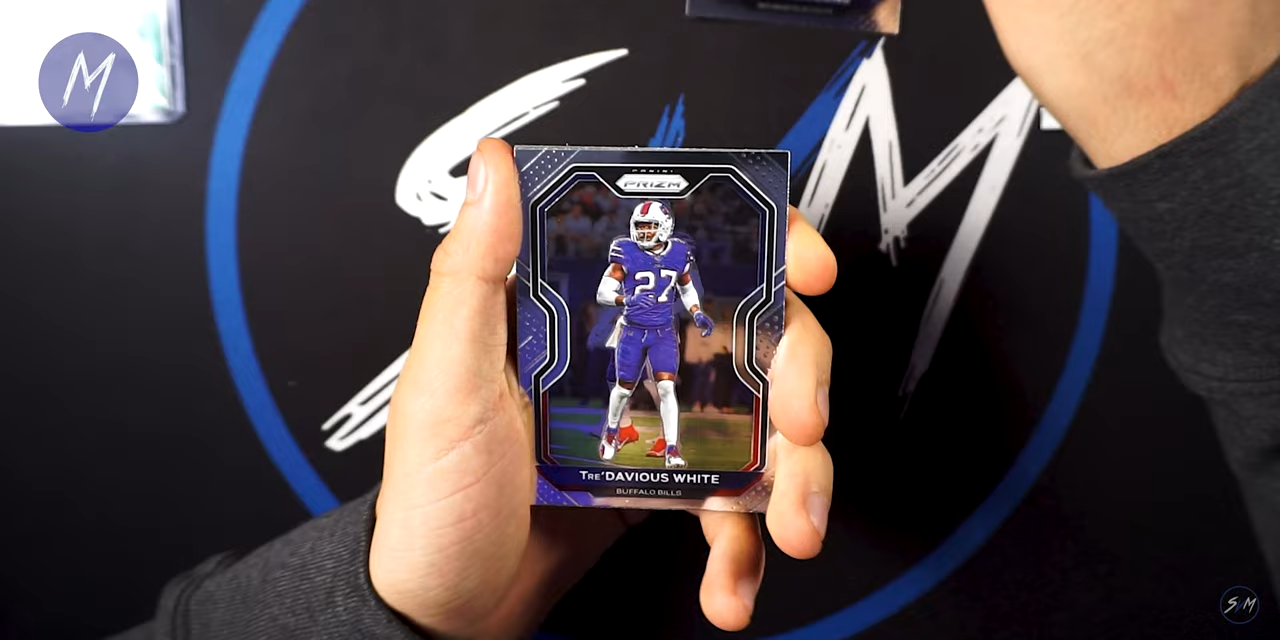 M
S/M
PANINI
PRIZM
27
TRE'DAVIOUS WHITE
BUFFALO BILLS
S/M